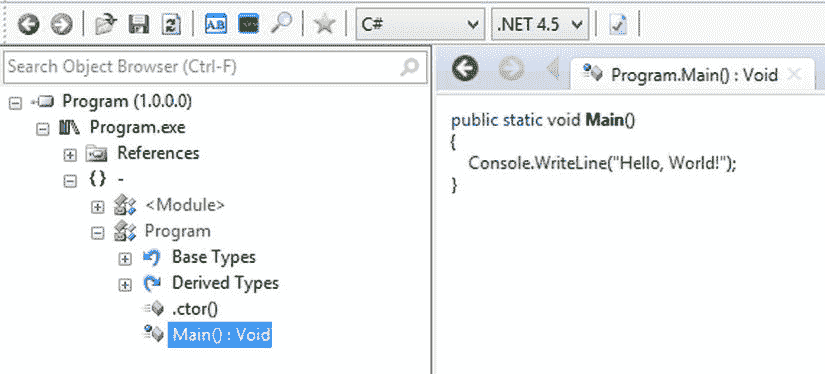 C# .NET 4.5
Search Object Browser (Ctrl-F)
Program (1.0.0.0)
Program.exe
References
{ } -
<Module>
Program
Base Types
Derived Types
.ctor()
Main() : Void
Program.Main() : Void
public static void Main()
{
Console.WriteLine("Hello, World!");
}